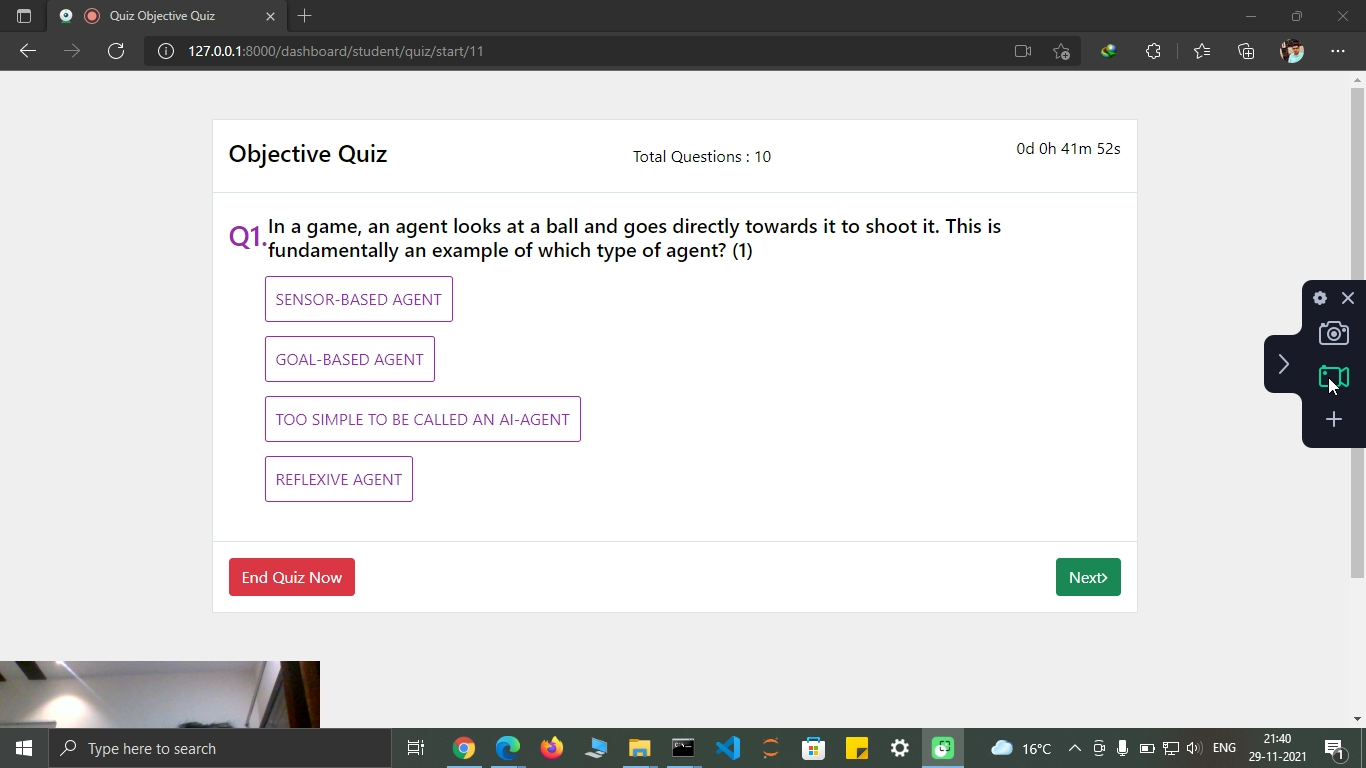 Quiz Objective Quiz
127.0.0.1:8000/dashboard/student/quiz/start/11
Objective Quiz
Total Questions : 10
0d 0h 41m 52s
Q1.
In a game, an agent looks at a ball and goes directly towards it to shoot it. This is
fundamentally an example of which type of agent? (1)
SENSOR-BASED AGENT
GOAL-BASED AGENT
TOO SIMPLE TO BE CALLED AN AI-AGENT
REFLEXIVE AGENT
End Quiz Now
Next>
Type here to search
16°C
ENG
21:40
29-11-2021
1